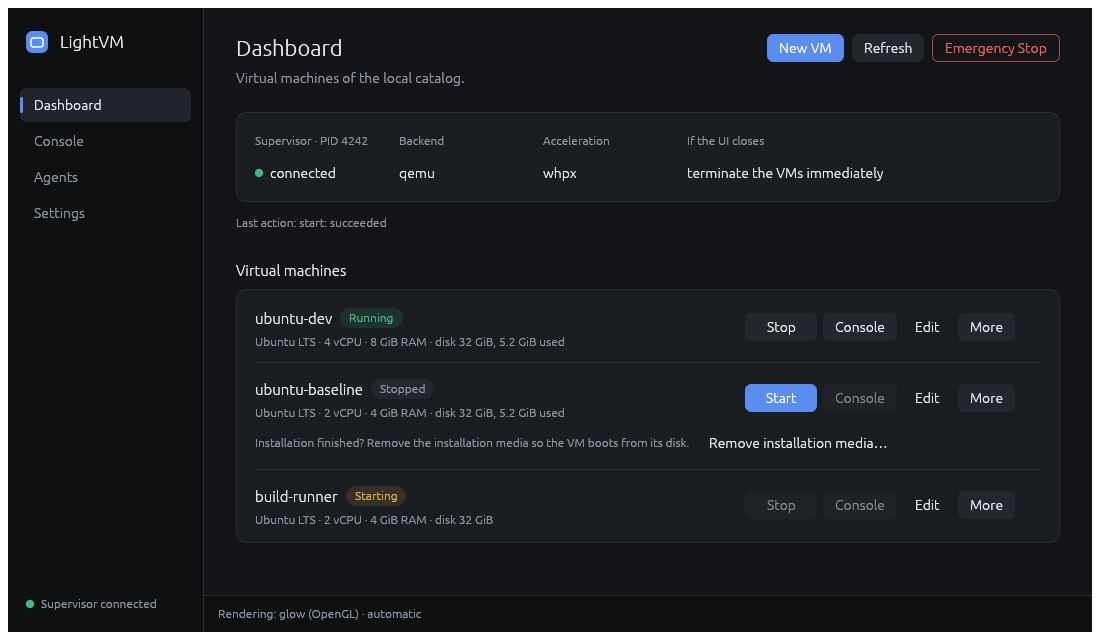 LightVM
Dashboard
Console
Agents
Settings
Supervisor connected
Dashboard
New VM
Refresh
Emergency Stop
Virtual machines of the local catalog.
Supervisor · PID 4242
Backend
Acceleration
If the UI closes
connected
qemu
whpx
terminate the VMs immediately
Last action: start: succeeded
Virtual machines
ubuntu-dev Running
Ubuntu LTS · 4 vCPU · 8 GiB RAM · disk 32 GiB, 5.2 GiB used
Stop
Console
Edit
More
ubuntu-baseline Stopped
Ubuntu LTS · 2 vCPU · 4 GiB RAM · disk 32 GiB, 5.2 GiB used
Start
Console
Edit
More
Installation finished? Remove the installation media so the VM boots from its disk.
Remove installation media…
build-runner Starting
Ubuntu LTS · 2 vCPU · 4 GiB RAM · disk 32 GiB
Stop
Console
Edit
More
Rendering: glow (OpenGL) · automatic